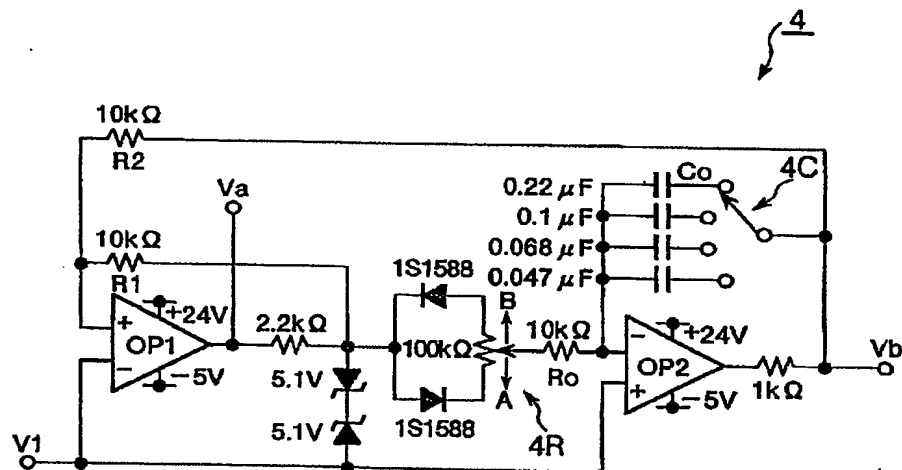 4
10kΩ
R2
Va
Co
4C
0.22 μF
0.1 μF
0.068 μF
0.047 μF
10kΩ
R1
1S1588
B
+
OP1
−
+24V
−5V
2.2kΩ
100kΩ
10kΩ
Ro
A
−
OP2
+
+24V
−5V
1kΩ
Vb
5.1V
5.1V
1S1588
4R
V1